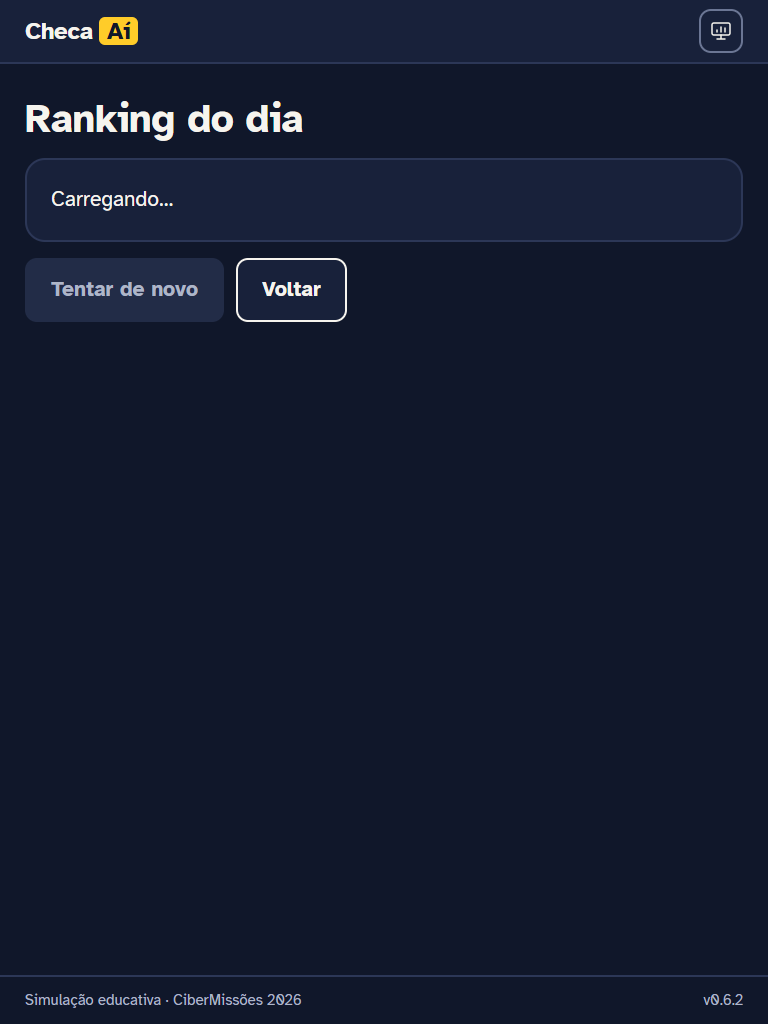 Checa Aí
Ranking do dia
Carregando...
Tentar de novo
Voltar
Simulação educativa · CiberMissões 2026
v0.6.2